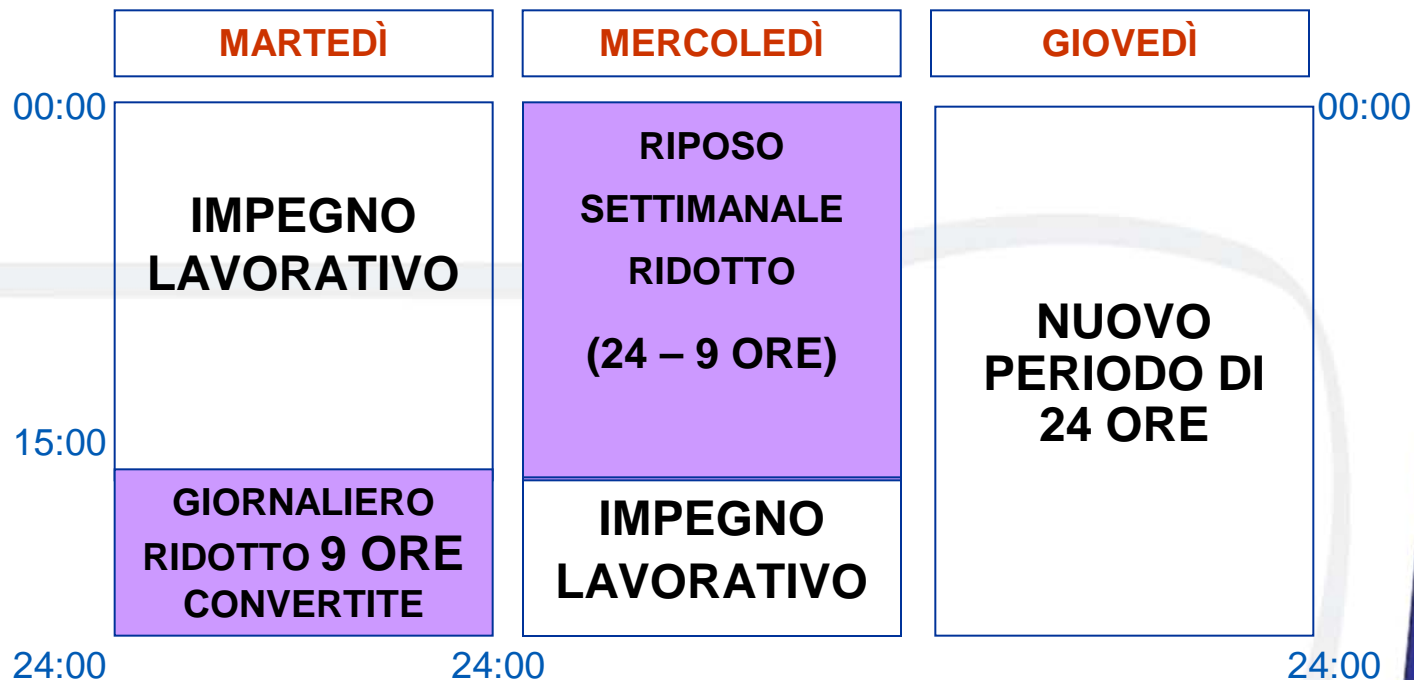 MARTEDÌ
MERCOLEDÌ
GIOVEDÌ
00:00
00:00
IMPEGNO
LAVORATIVO
15:00
GIORNALIERO
RIDOTTO 9 ORE
CONVERTITE
RIPOSO
SETTIMANALE
RIDOTTO
(24 – 9 ORE)
IMPEGNO
LAVORATIVO
NUOVO
PERIODO DI
24 ORE
24:00
24:00
24:00